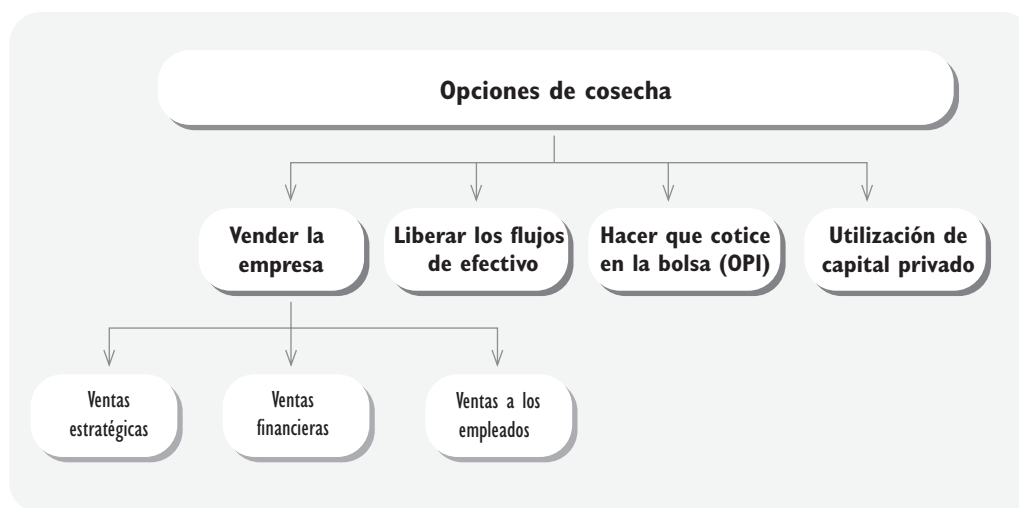 Opciones de cosecha
Vender la
empresa
Liberar los flujos
de efectivo
Hacer que cotice
en la bolsa (OPI)
Utilización de
capital privado
Ventas
estratégicas
Ventas
financieras
Ventas a los
empleados